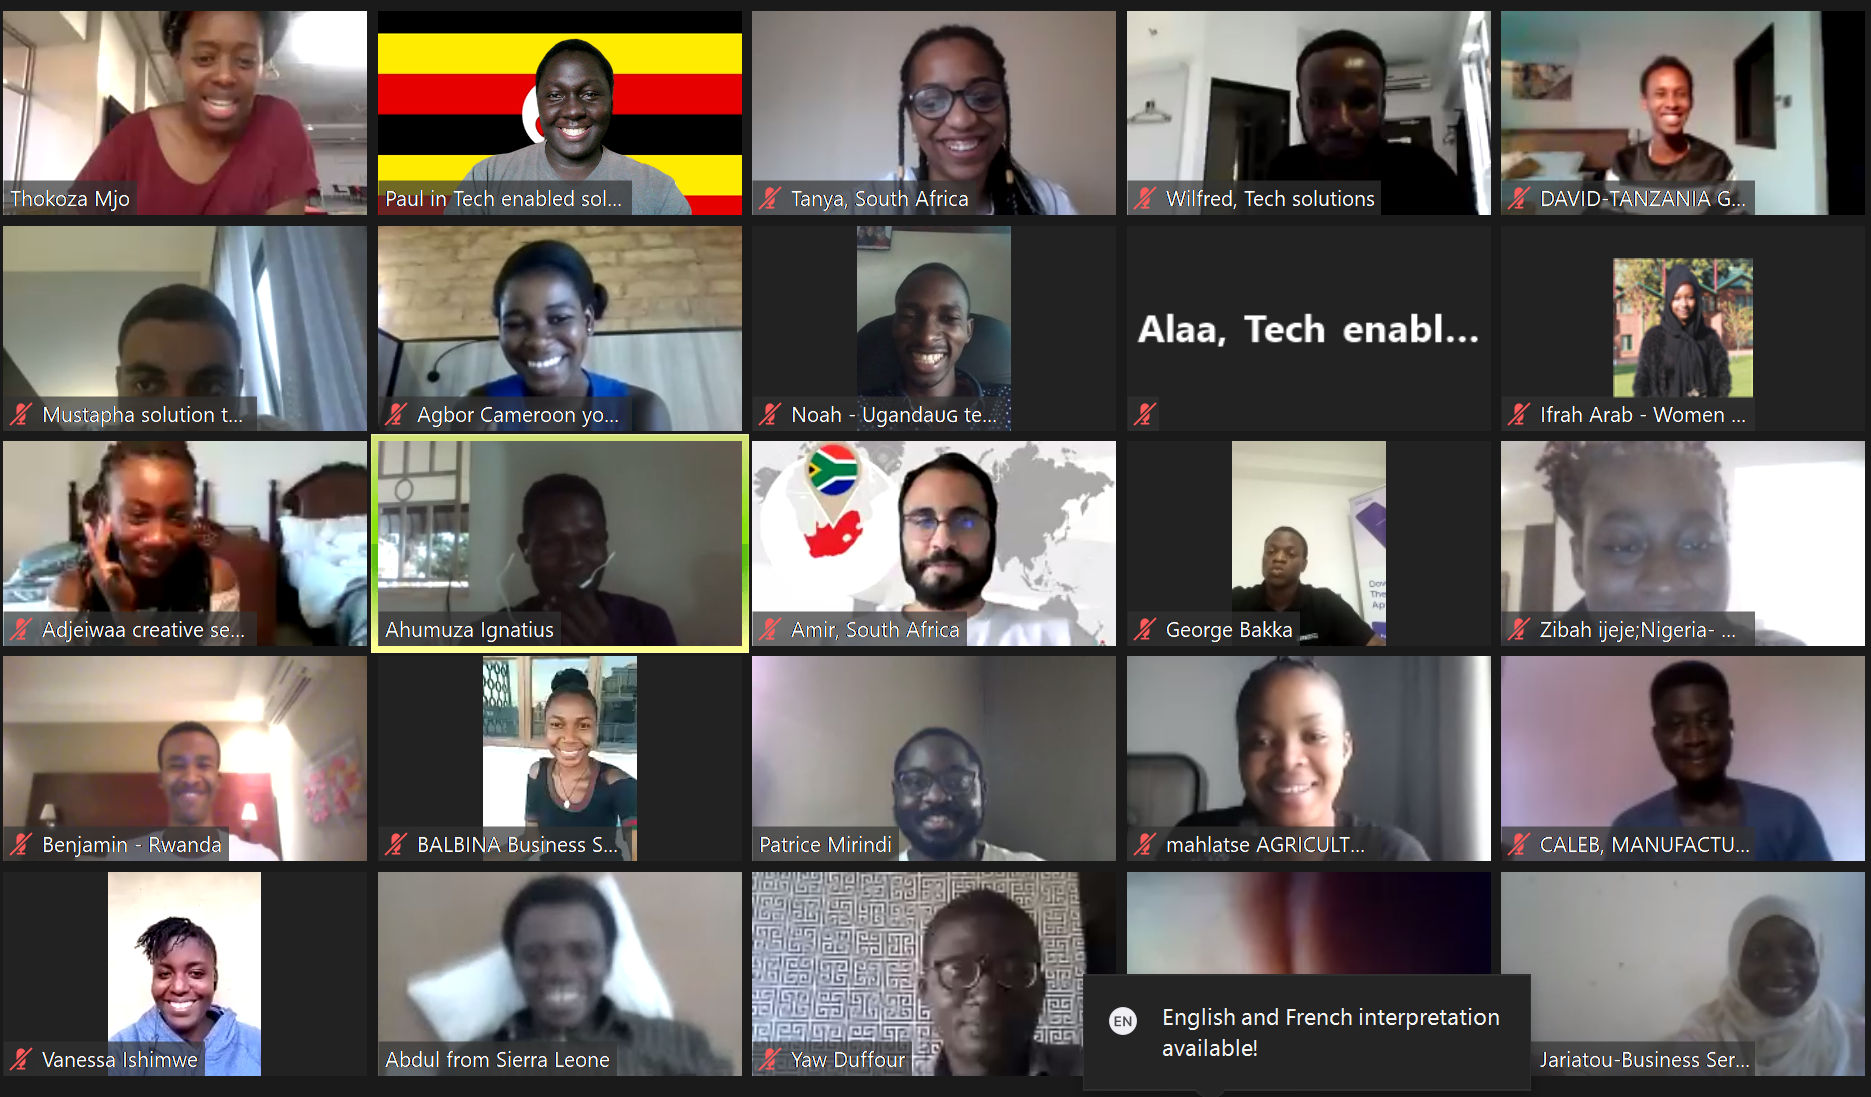 Thokoza Mjo
Paul in Tech enabled sol...
Tanya, South Africa
Wilfred, Tech solutions
DAVID-TANZANIA G...
Mustapha solution t...
Agbor Cameroon yo...
Noah - UgandaUG te...
Alaa, Tech enabl...
Ifrah Arab - Women ...
Adjeiwaa creative se...
Ahumuza Ignatius
Amir, South Africa
George Bakka
Zibah ijeje;Nigeria- ...
Benjamin - Rwanda
BALBINA Business S...
Patrice Mirindi
mahlatse AGRICULT...
CALEB, MANUFACTU...
Vanessa Ishimwe
Abdul from Sierra Leone
Yaw Duffour
EN
English and French interpretation
available!
Jariatou-Business Ser...